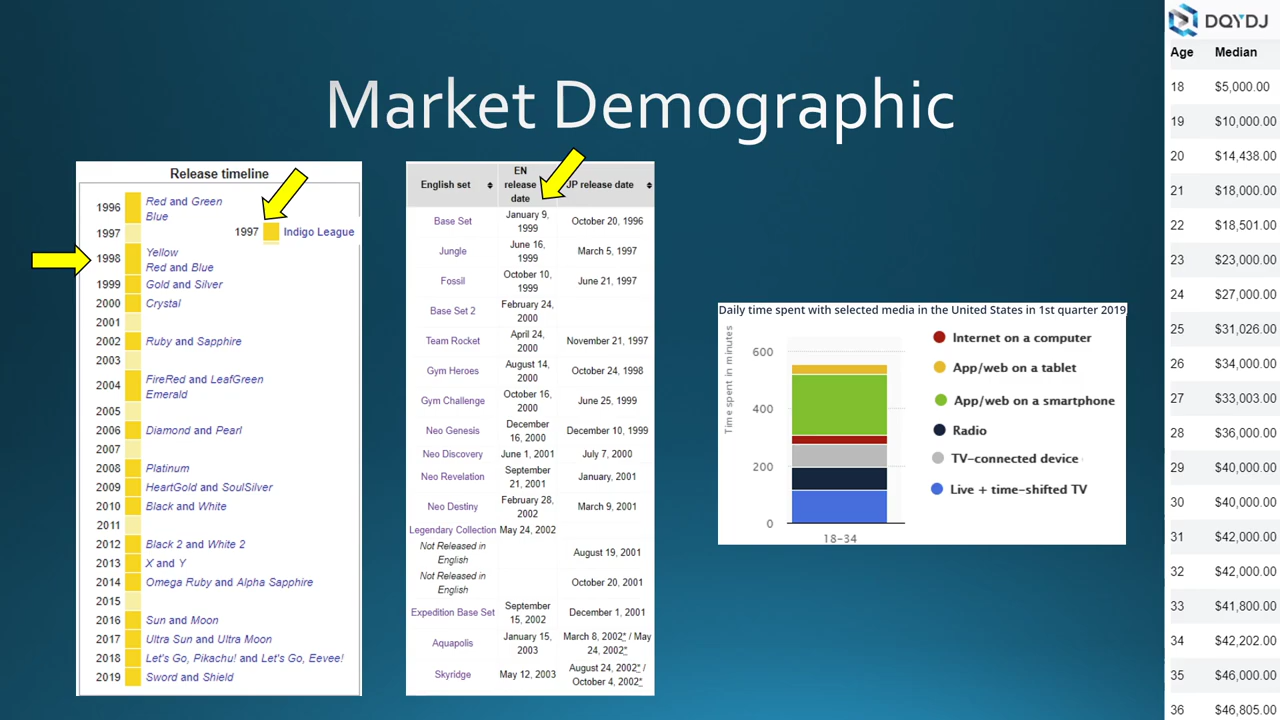 Market Demographic
Release timeline
1996
Red and Green
Blue
1997
1997 Indigo League
1998
Yellow
Red and Blue
1999 Gold and Silver
2000 Crystal
2001
2002 Ruby and Sapphire
2003
2004
FireRed and LeafGreen
Emerald
2005
2006 Diamond and Pearl
2007
2008 Platinum
2009 HeartGold and SoulSilver
2010 Black and White
2011
2012 Black 2 and White 2
2013 X and Y
2014 Omega Ruby and Alpha Sapphire
2015
2016 Sun and Moon
2017 Ultra Sun and Ultra Moon
2018 Let's Go, Pikachu! and Let's Go, Eevee!
2019 Sword and Shield
English set
EN
release
date
JP release date
Base Set
January 9,
1999
October 20, 1996
Jungle
June 16,
1999
March 5, 1997
Fossil
October 10,
1999
June 21, 1997
Base Set 2
February 24,
2000
Team Rocket
April 24,
2000
November 21, 1997
Gym Heroes
August 14,
2000
October 24, 1998
Gym Challenge
October 16,
2000
June 25, 1999
Neo Genesis
December
16, 2000
December 10, 1999
Neo Discovery June 1, 2001 July 7, 2000
Neo Revelation
September
21, 2001
January, 2001
Neo Destiny
February 28,
2002
March 9, 2001
Legendary Collection May 24, 2002
Not Released in
English
August 19, 2001
Not Released in
English
October 20, 2001
Expedition Base Set
September
15, 2002
December 1, 2001
Aquapolis
January 15,
2003
March 8, 2002* / May
24, 2002*
Skyridge
May 12, 2003
August 24, 2002* /
October 4, 2002*
Daily time spent with selected media in the United States in 1st quarter 2019
Time spent in minutes
600
400
200
0
18-34
Internet on a computer
App/web on a tablet
App/web on a smartphone
Radio
TV-connected device
Live + time-shifted TV
DQYDJ
Age Median
18 $5,000.00
19 $10,000.00
20 $14,438.00
21 $18,000.00
22 $18,501.00
23 $23,000.00
24 $27,000.00
25 $31,026.00
26 $34,000.00
27 $33,003.00
28 $36,000.00
29 $40,000.00
30 $40,000.00
31 $42,000.00
32 $42,000.00
33 $41,800.00
34 $42,202.00
35 $46,000.00
36 $46,805.00